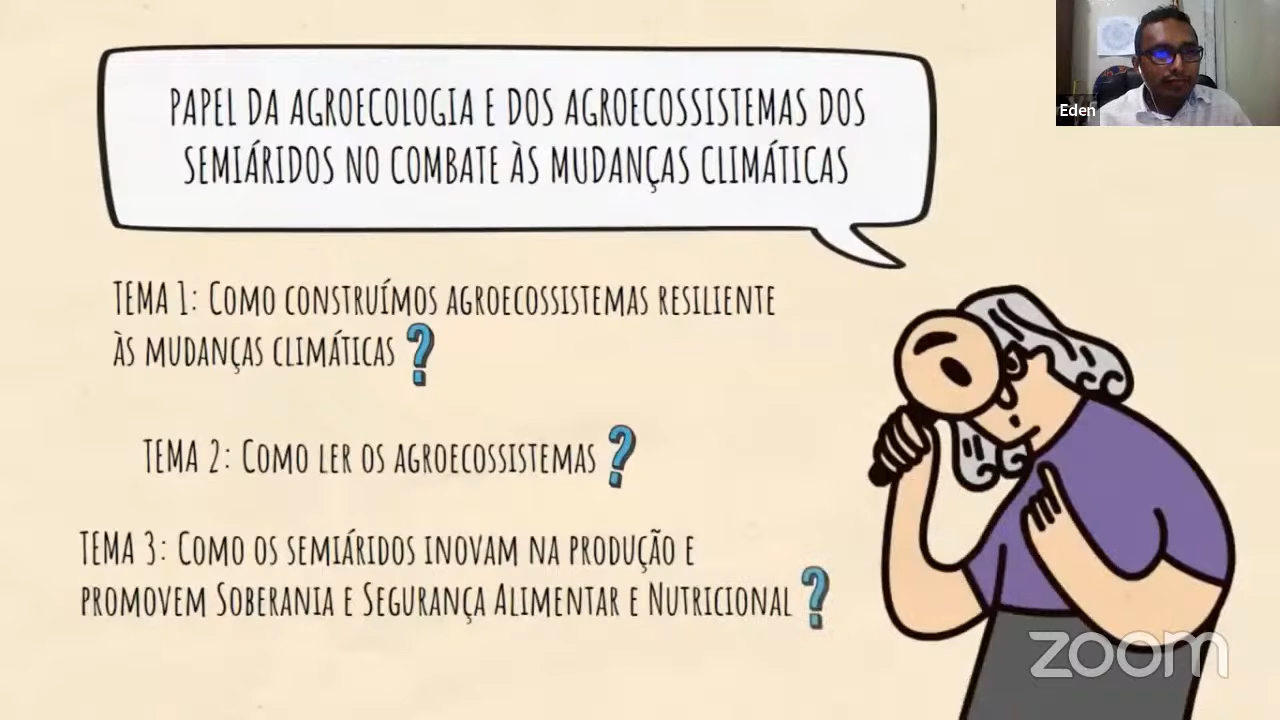 PAPEL DA AGROECOLOGIA E DOS AGROECOSSISTEMAS DOS
SEMIÁRIDOS NO COMBATE ÀS MUDANÇAS CLIMÁTICAS
Eden
TEMA 1: COMO CONSTRUÍMOS AGROECOSSISTEMAS RESILIENTE
ÀS MUDANÇAS CLIMÁTICAS?
TEMA 2: COMO LER OS AGROECOSSISTEMAS?
TEMA 3: COMO OS SEMIÁRIDOS INOVAM NA PRODUÇÃO E
PROMOVEM SOBERANIA E SEGURANÇA ALIMENTAR E NUTRICIONAL?
zoom